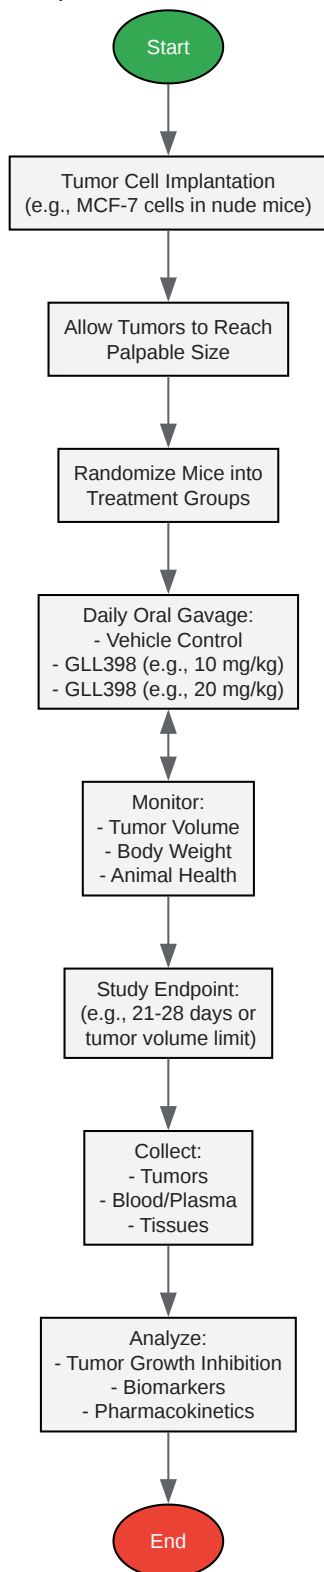 Start
Tumor Cell Implantation
(e.g., MCF-7 cells in nude mice)
Allow Tumors to Reach
Palpable Size
Randomize Mice into
Treatment Groups
Daily Oral Gavage:
- Vehicle Control
- GLL398 (e.g., 10 mg/kg)
- GLL398 (e.g., 20 mg/kg)
Monitor:
- Tumor Volume
- Body Weight
- Animal Health
Study Endpoint:
(e.g., 21-28 days or
tumor volume limit)
Collect:
- Tumors
- Blood/Plasma
- Tissues
Analyze:
- Tumor Growth Inhibition
- Biomarkers
- Pharmacokinetics
End